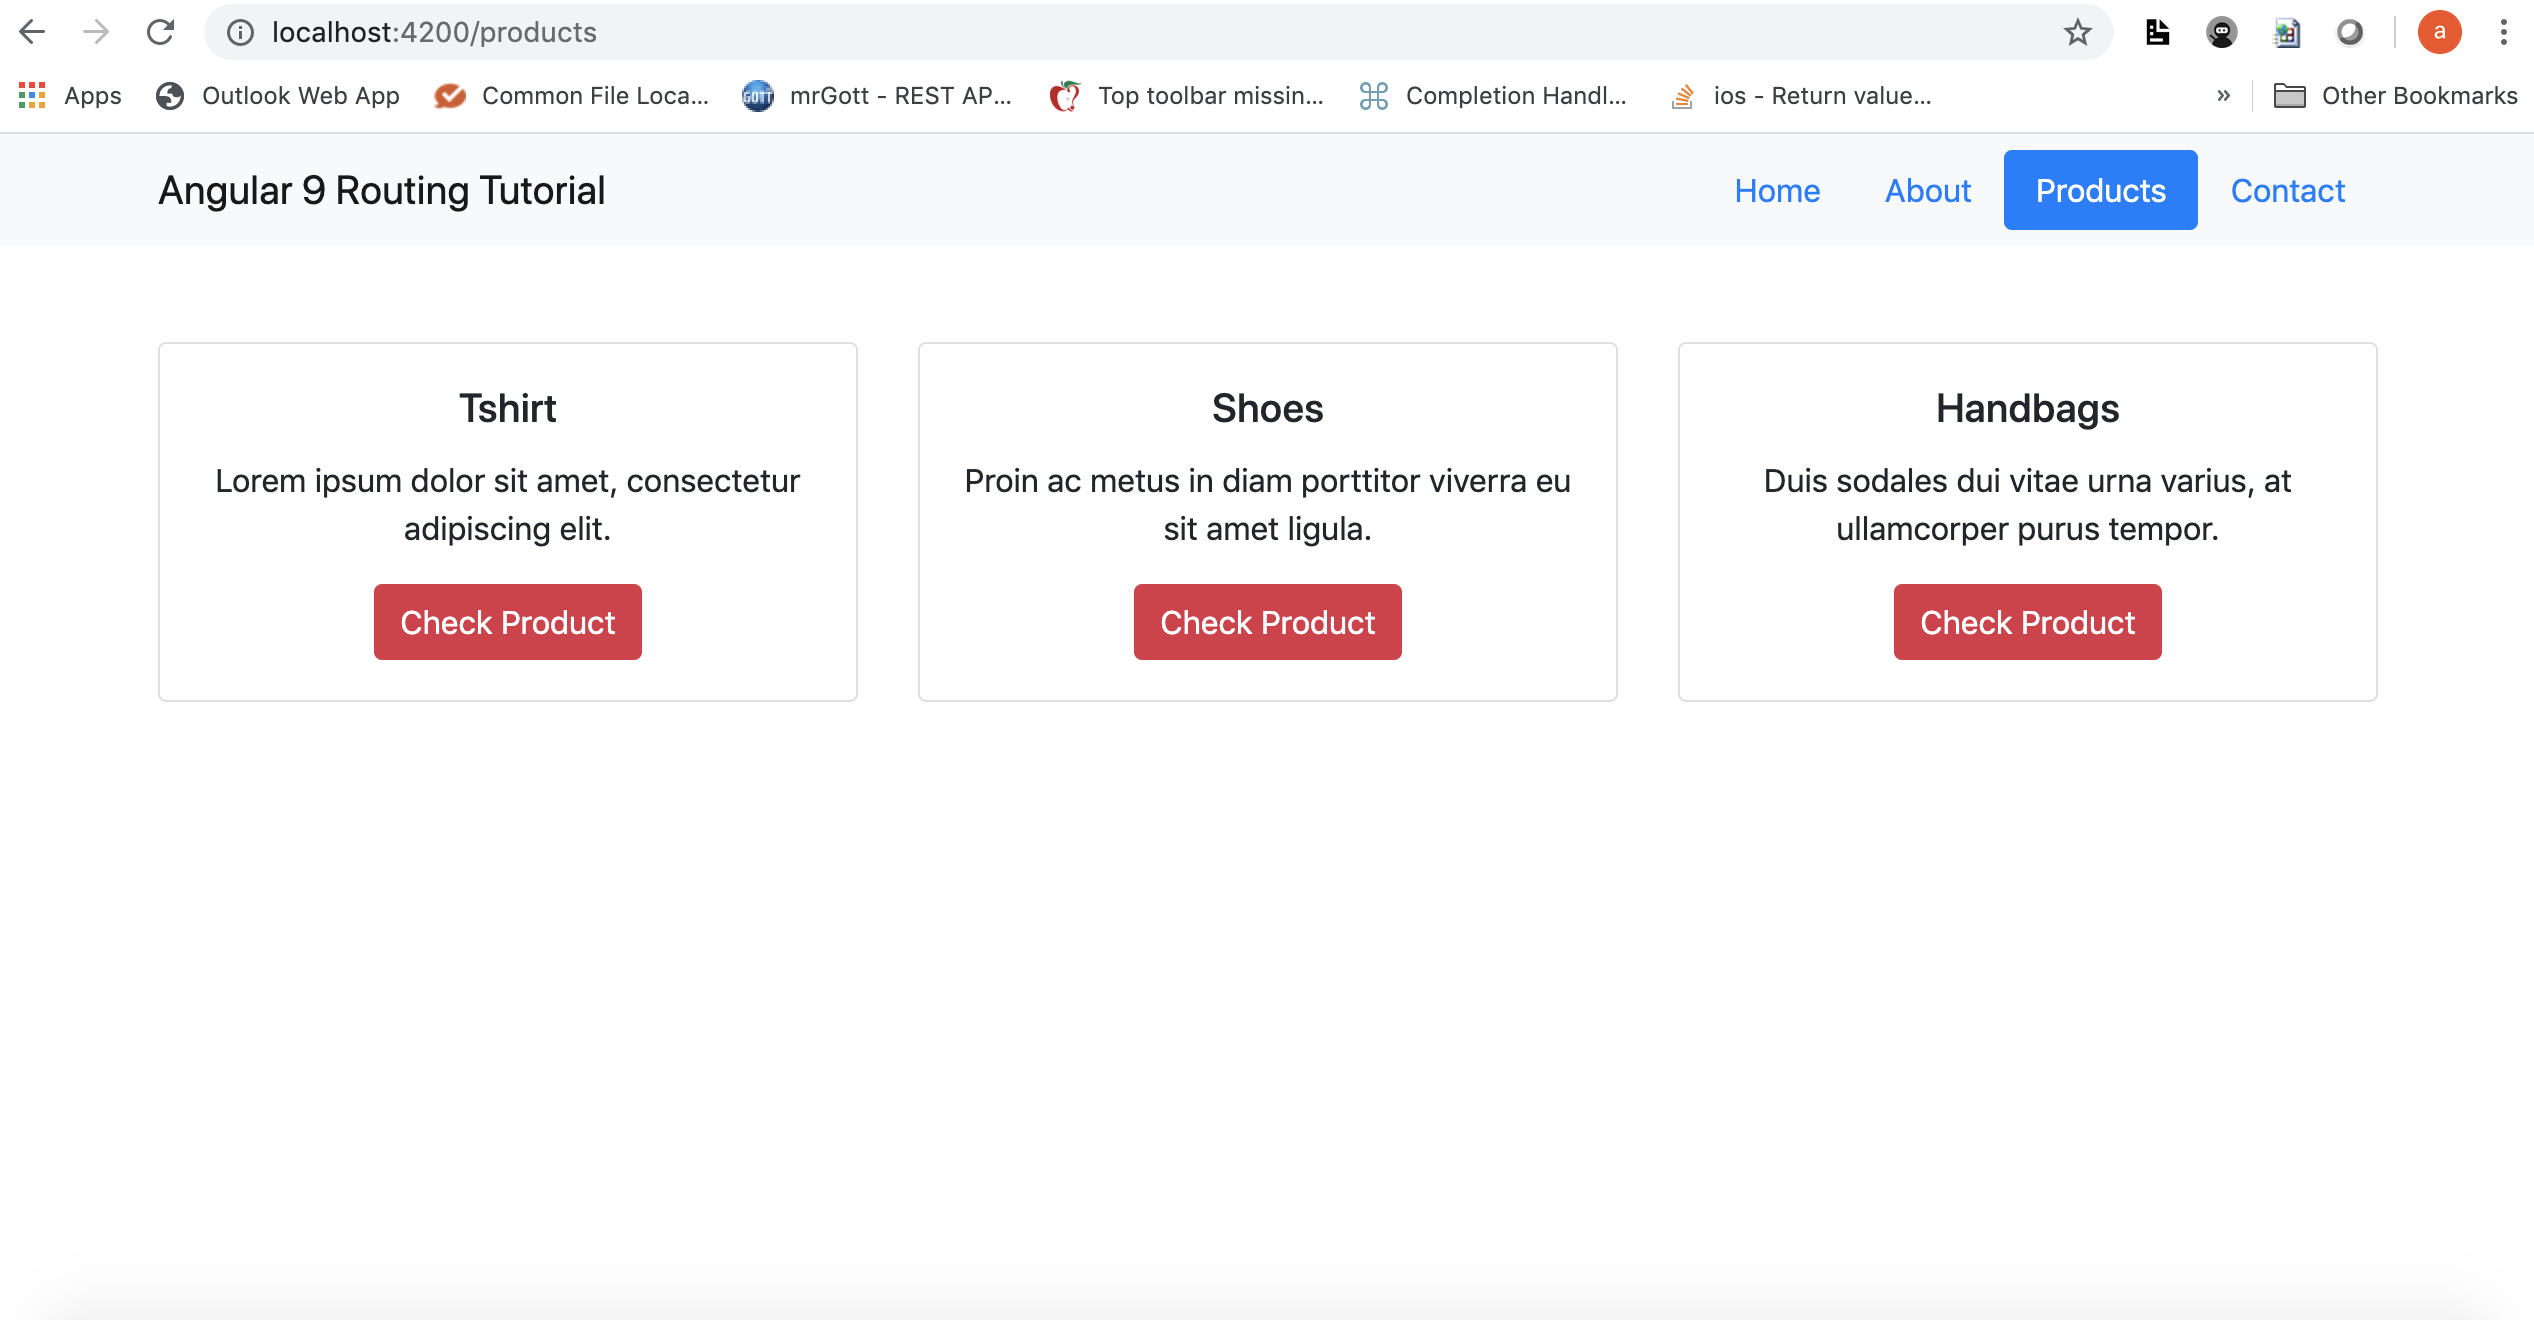 localhost:4200/products
a
Apps
Outlook Web App
Common File Loca...
GOTT
mrGott - REST AP...
Top toolbar missin...
Completion Handl...
ios - Return value...
»
Other Bookmarks
Angular 9 Routing Tutorial
Home
About
Products
Contact
Tshirt
Lorem ipsum dolor sit amet, consectetur
adipiscing elit.
Check Product
Shoes
Proin ac metus in diam porttitor viverra eu
sit amet ligula.
Check Product
Handbags
Duis sodales dui vitae urna varius, at
ullamcorper purus tempor.
Check Product